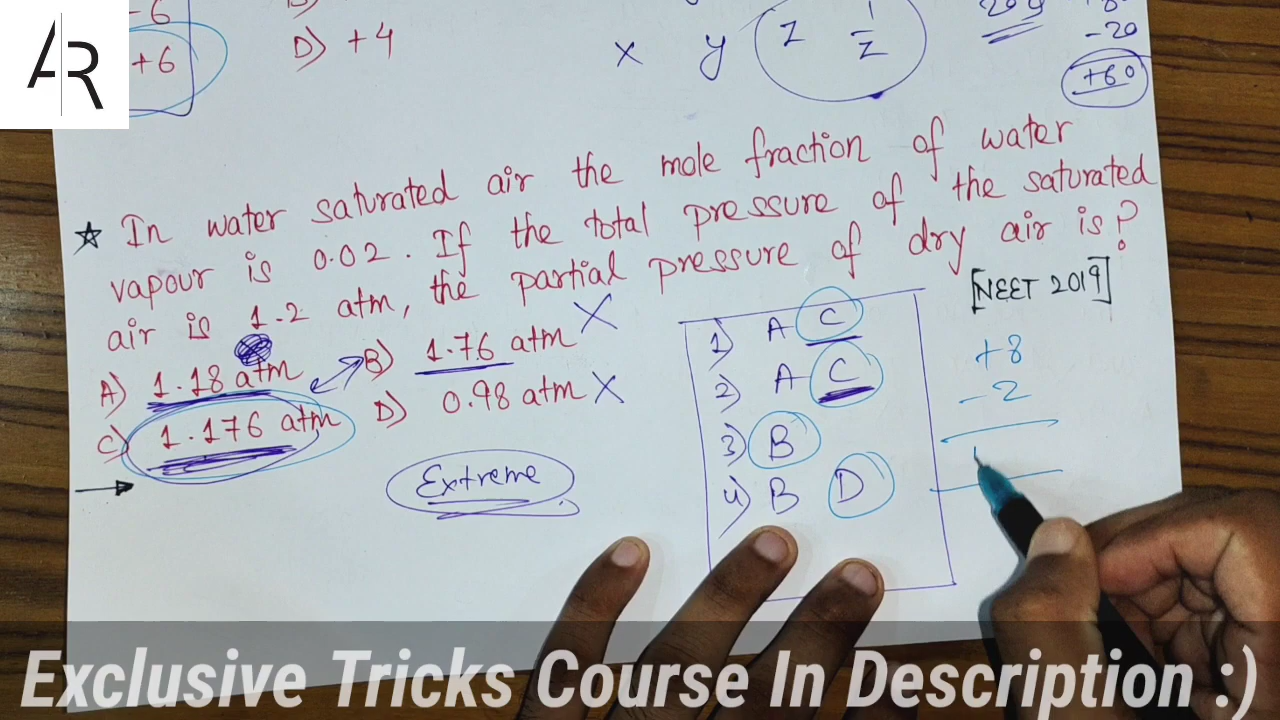 AR
-6
+6
D) +4
x y z 1/z
-20
+60
☆ In water saturated air the mole fraction of water
vapour is 0.02. If the total pressure of the saturated
air is 1.2 atm, the partial pressure of dry air is?
[NEET 2019]
A) 1.18 atm B) 1.76 atm X
C) 1.176 atm D) 0.98 atm X
Extreme
1) A C
2) A C
3) B
4) B D
+8
-2
Exclusive Tricks Course In Description :)